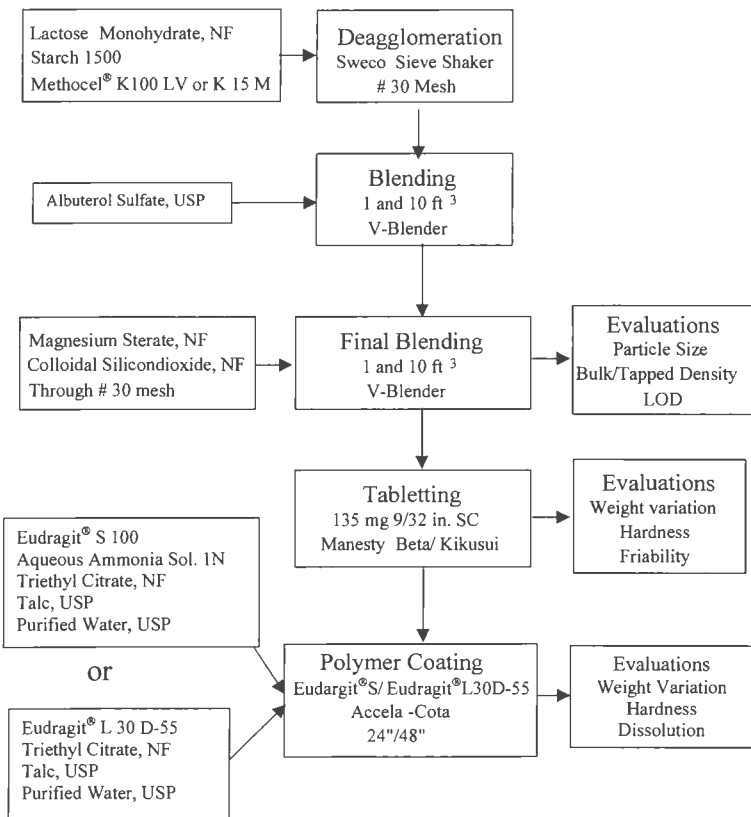 Lactose Monohydrate, NF
Starch 1500
Methocel® K100 LV or K 15 M
Deagglomeration
Sweco Sieve Shaker
# 30 Mesh
Albuterol Sulfate, USP
Blending
1 and 10 ft 3
V-Blender
Magnesium Sterate, NF
Colloidal Silicondioxide, NF
Through # 30 mesh
Final Blending
1 and 10 ft 3
V-Blender
Evaluations
Particle Size
Bulk/Tapped Density
LOD
Tabletting
135 mg 9/32 in. SC
Manesty Beta/ Kikusui
Evaluations
Weight variation
Hardness
Friability
Eudragit® S 100
Aqueous Ammonia Sol. 1N
Triethyl Citrate, NF
Talc, USP
Purified Water, USP
or
Eudragit® L 30 D-55
Triethyl Citrate, NF
Talc, USP
Purified Water, USP
Polymer Coating
Eudargit®S/ Eudragit®L30D-55
Accela -Cota
24"/48"
Evaluations
Weight Variation
Hardness
Dissolution